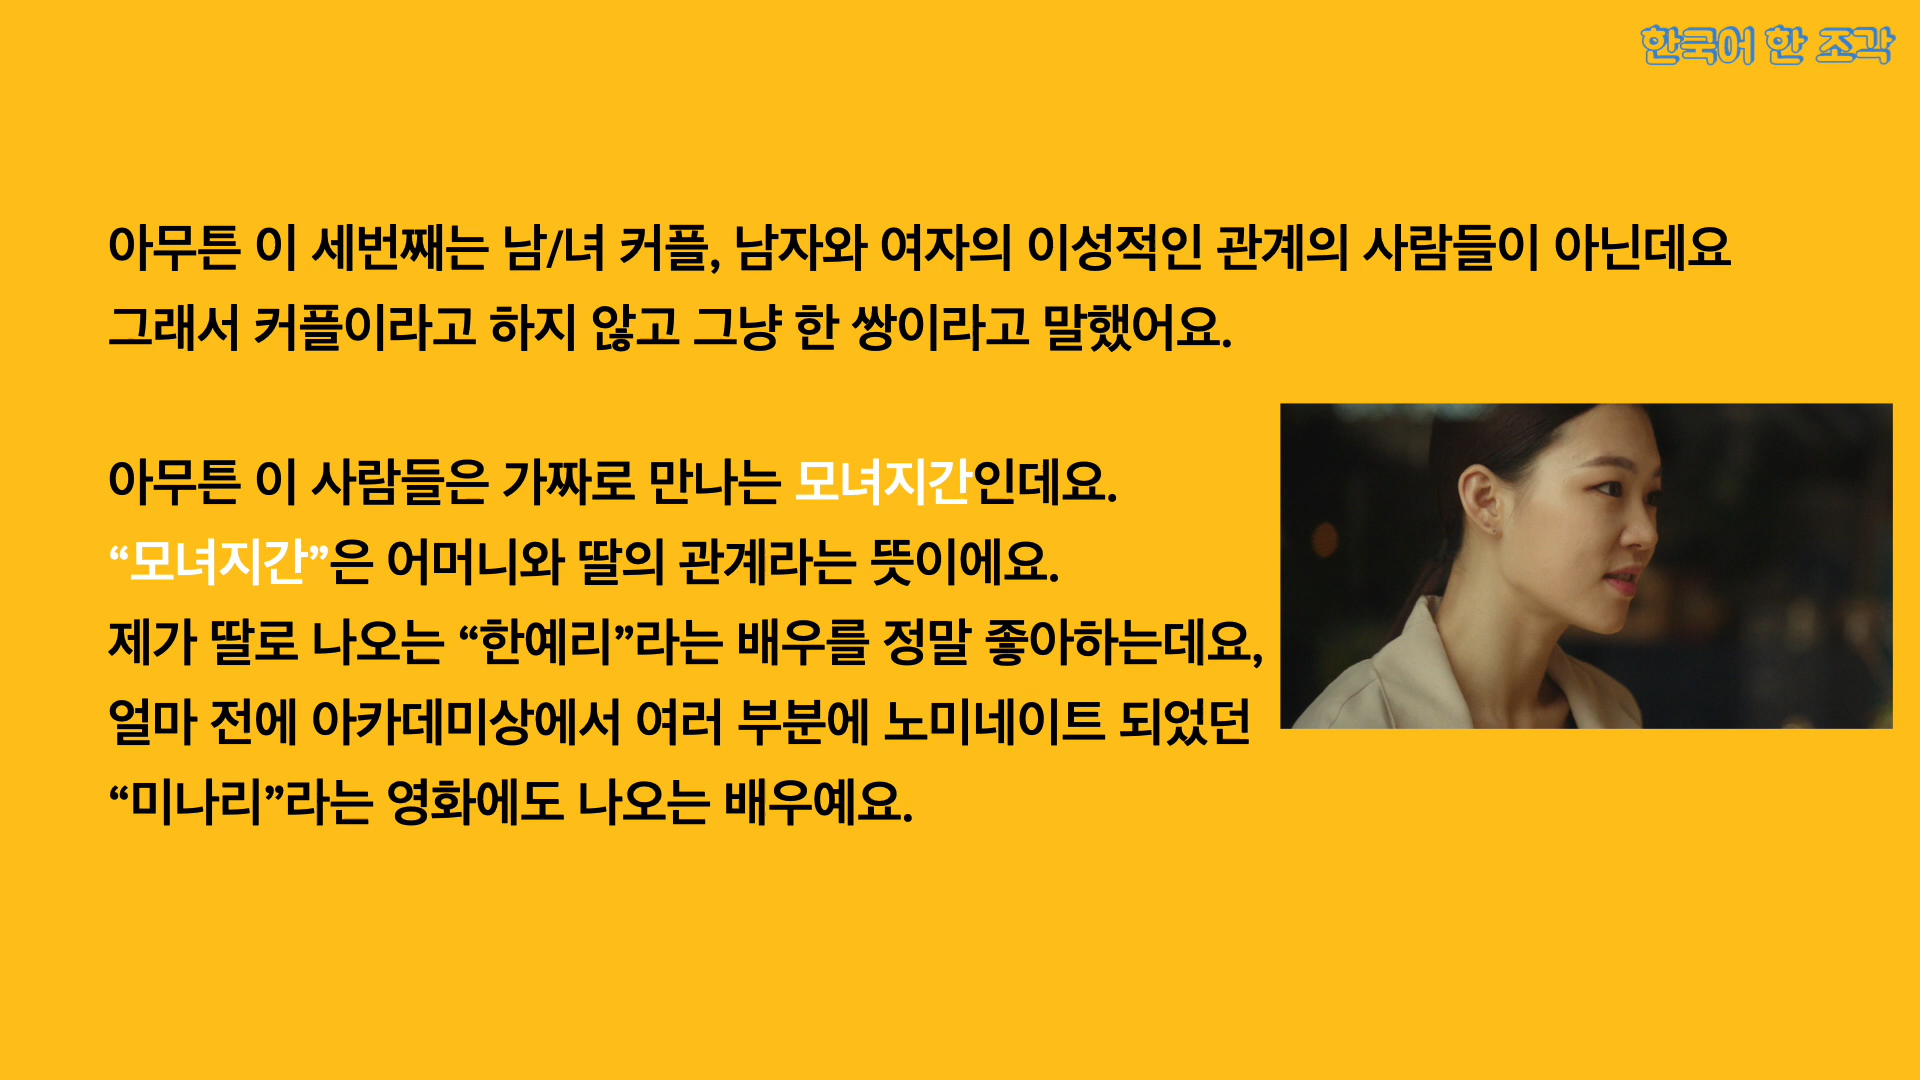 한국어 한 조각
아무튼 이 세번째는 남/녀 커플, 남자와 여자의 이성적인 관계의 사람들이 아닌데요
그래서 커플이라고 하지 않고 그냥 한 쌍이라고 말했어요.
아무튼 이 사람들은 가짜로 만나는 모녀지간인데요.
“모녀지간”은 어머니와 딸의 관계라는 뜻이에요.
제가 딸로 나오는 “한예리”라는 배우를 정말 좋아하는데요,
얼마 전에 아카데미상에서 여러 부분에 노미네이트 되었던
“미나리”라는 영화에도 나오는 배우예요.